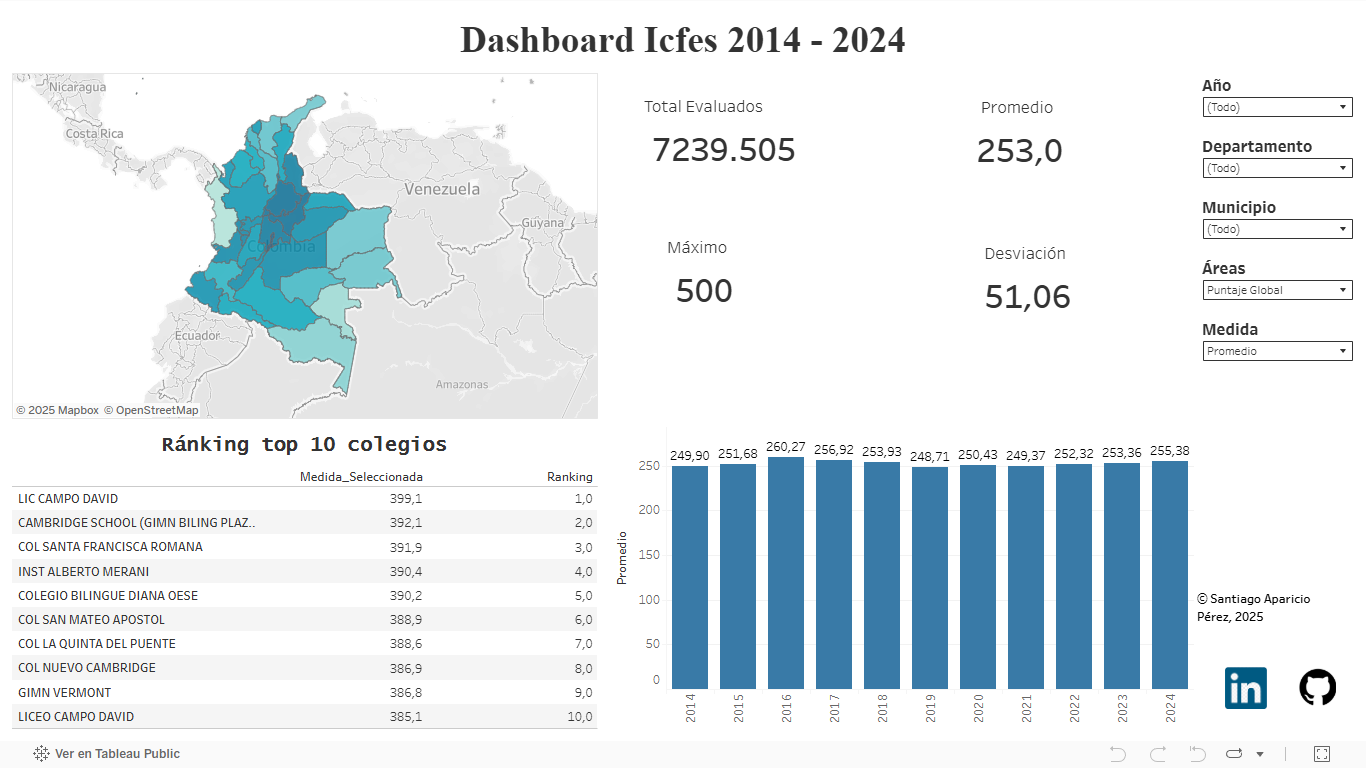 Dashboard Icfes 2014 - 2024
Nicaragua
Costa Rica
Venezuela
Guyana
Colombia
Ecuador
Amazonas
© 2025 Mapbox © OpenStreetMap
Total Evaluados
7239.505
Promedio
253,0
Máximo
500
Desviación
51,06
Año
(Todo)
Departamento
(Todo)
Municipio
(Todo)
Áreas
Puntaje Global
Medida
Promedio
Ránking top 10 colegios
Medida_Seleccionada Ranking
LIC CAMPO DAVID 399,1 1,0
CAMBRIDGE SCHOOL (GIMN BILING PLAZ.. 392,1 2,0
COL SANTA FRANCISCA ROMANA 391,9 3,0
INST ALBERTO MERANI 390,4 4,0
COLEGIO BILINGUE DIANA OESE 390,2 5,0
COL SAN MATEO APOSTOL 388,9 6,0
COL LA QUINTA DEL PUENTE 388,6 7,0
COL NUEVO CAMBRIDGE 386,9 8,0
GIMN VERMONT 386,8 9,0
LICEO CAMPO DAVID 385,1 10,0
249,90 251,68 260,27 256,92 253,93 248,71 250,43 249,37 252,32 253,36 255,38
250
200
150
100
50
0
Promedio
2014 2015 2016 2017 2018 2019 2020 2021 2022 2023 2024
© Santiago Aparicio
Pérez, 2025
in
Ver en Tableau Public